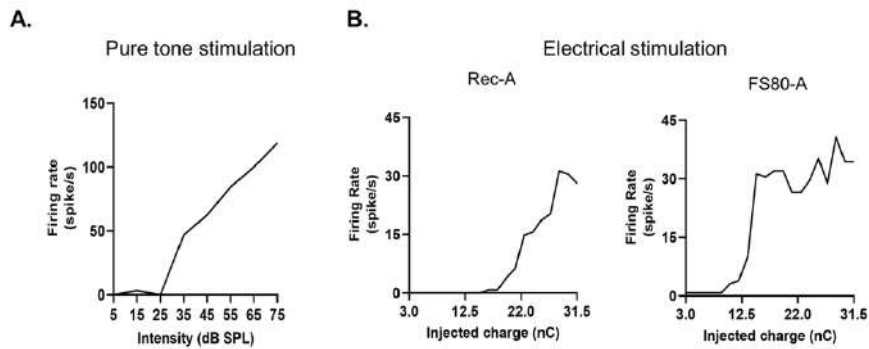 A.
Pure tone stimulation
150
100
50
0
Firing rate
(spike/s)
5 15 25 35 45 55 65 75
Intensity (dB SPL)
B.
Electrical stimulation
Rec-A
45
30
15
0
Firing Rate
(spike/s)
3.0 12.5 22.0 31.5
Injected charge (nC)
FS80-A
45
30
15
0
Firing Rate
(spike/s)
3.0 12.5 22.0 31.5
Injected charge (nC)